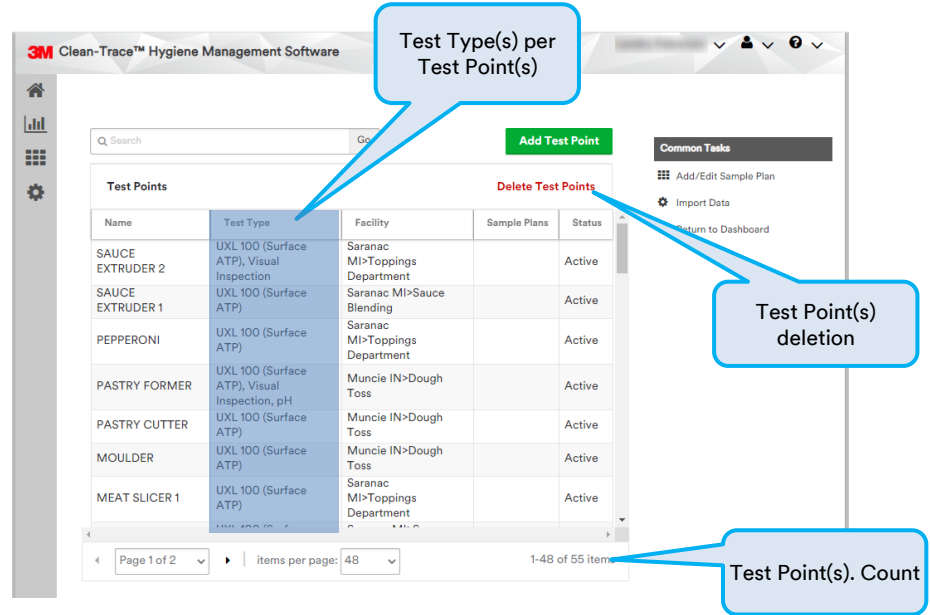 Test Type(s) per
Test Point(s)
3M Clean-Trace™ Hygiene Management Software
Search
Go
Add Test Point
Common Tasks
Add/Edit Sample Plan
Import Data
Return to Dashboard
Test Points
Delete Test Points
Name Test Type Facility Sample Plans Status
SAUCE
EXTRUDER 2
UXL 100 (Surface
ATP), Visual
Inspection
Saranac
MI>Toppings
Department
Active
SAUCE
EXTRUDER 1
UXL 100 (Surface
ATP)
Saranac MI>Sauce
Blending
Active
PEPPERONI
UXL 100 (Surface
ATP)
Saranac
MI>Toppings
Department
Active
PASTRY FORMER
UXL 100 (Surface
ATP), Visual
Inspection, pH
Muncie IN>Dough
Toss
Active
PASTRY CUTTER
UXL 100 (Surface
ATP)
Muncie IN>Dough
Toss
Active
MOULDER
UXL 100 (Surface
ATP)
Muncie IN>Dough
Toss
Active
MEAT SLICER 1
UXL 100 (Surface
ATP)
Saranac
MI>Toppings
Department
Active
Test Point(s)
deletion
Page 1 of 2
items per page: 48
1-48 of 55 items
Test Point(s). Count